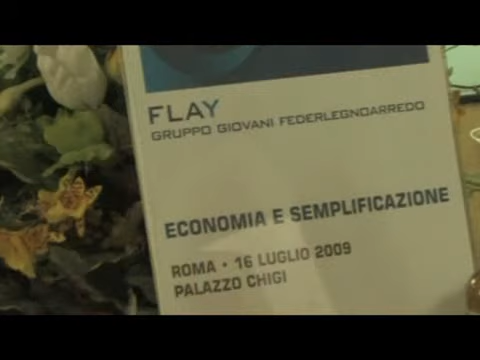 FLAY
GRUPPO GIOVANI FEDERLEGNOARREDO
ECONOMIA E SEMPLIFICAZIONE
ROMA • 16 LUGLIO 2009
PALAZZO CHIGI